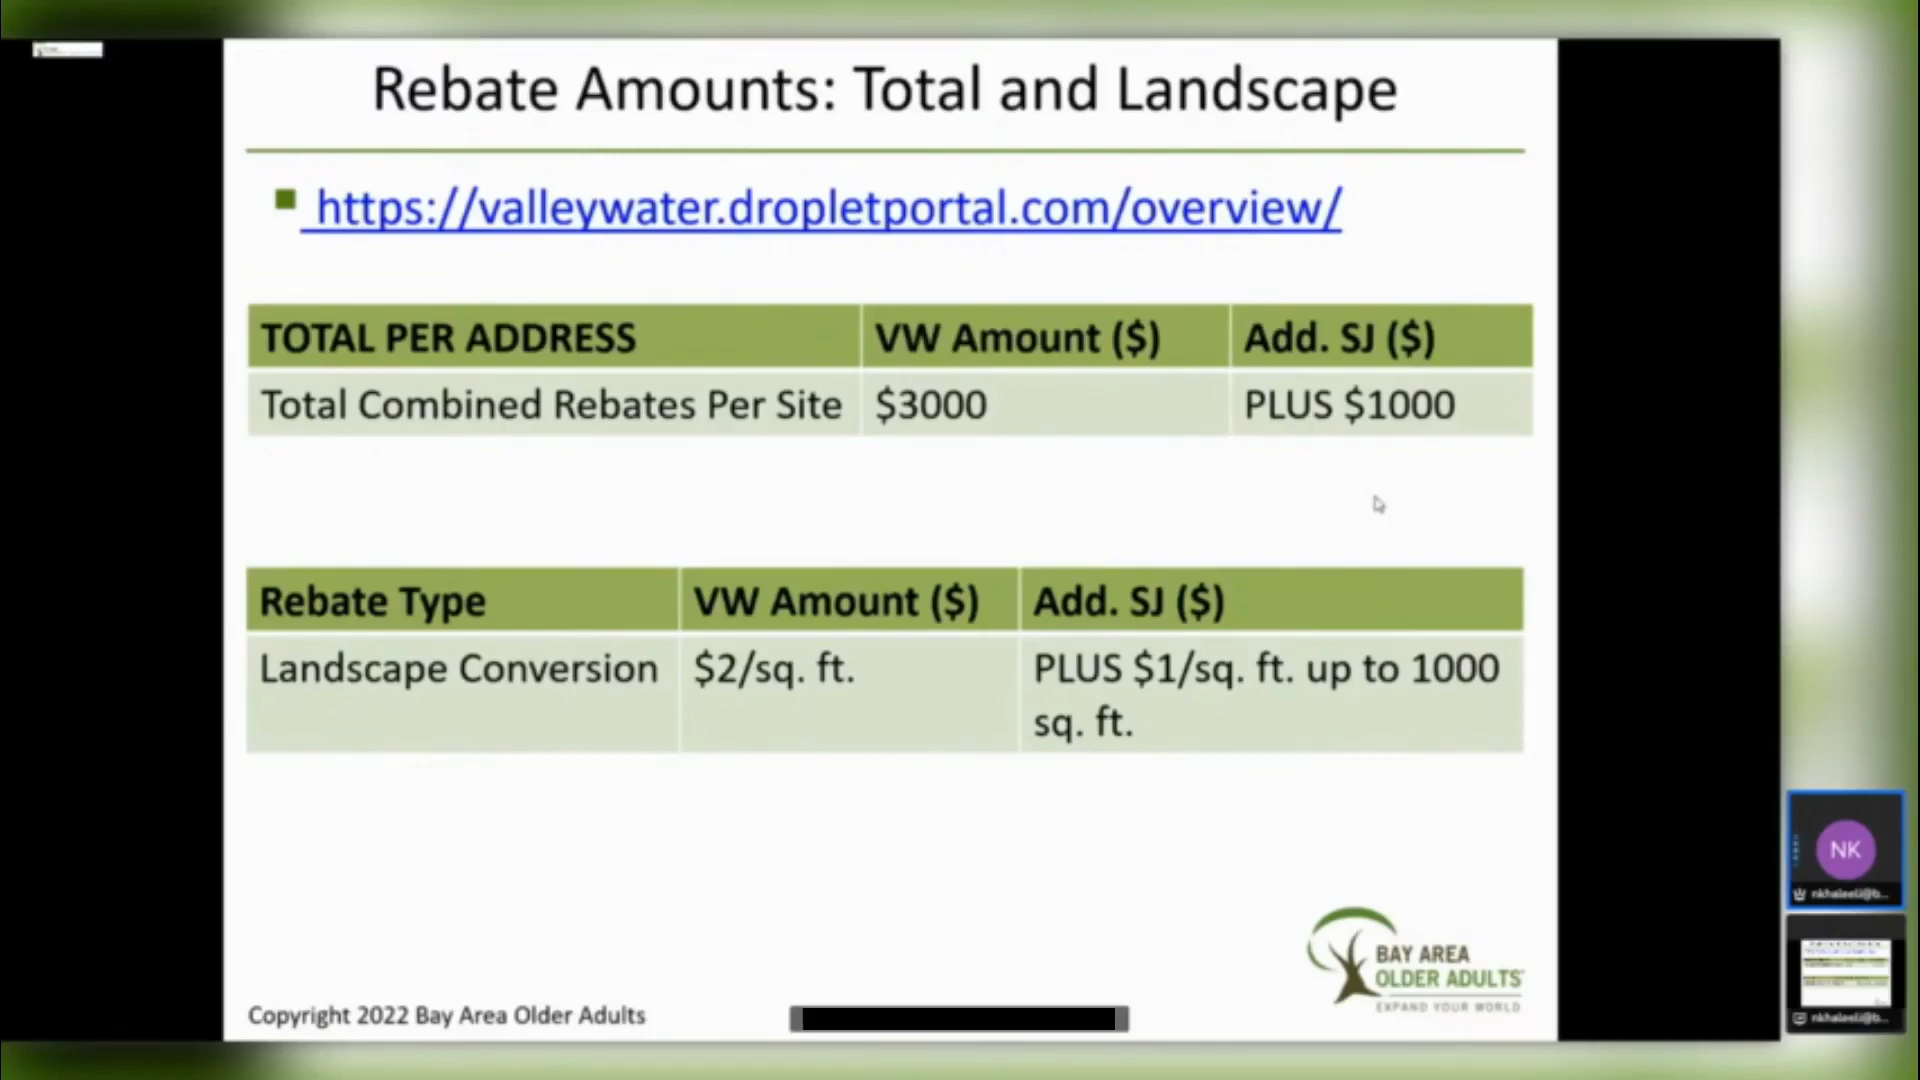 Rebate Amounts: Total and Landscape
https://valleywater.dropletportal.com/overview/
TOTAL PER ADDRESS VW Amount ($) Add. SJ ($)
Total Combined Rebates Per Site $3000 PLUS $1000
Rebate Type VW Amount ($) Add. SJ ($)
Landscape Conversion $2/sq. ft. PLUS $1/sq. ft. up to 1000
sq. ft.
BAY AREA
OLDER ADULTS
EXPAND YOUR WORLD
Copyright 2022 Bay Area Older Adults
NK
nkhaleeli@b...
nkhaleeli@b...